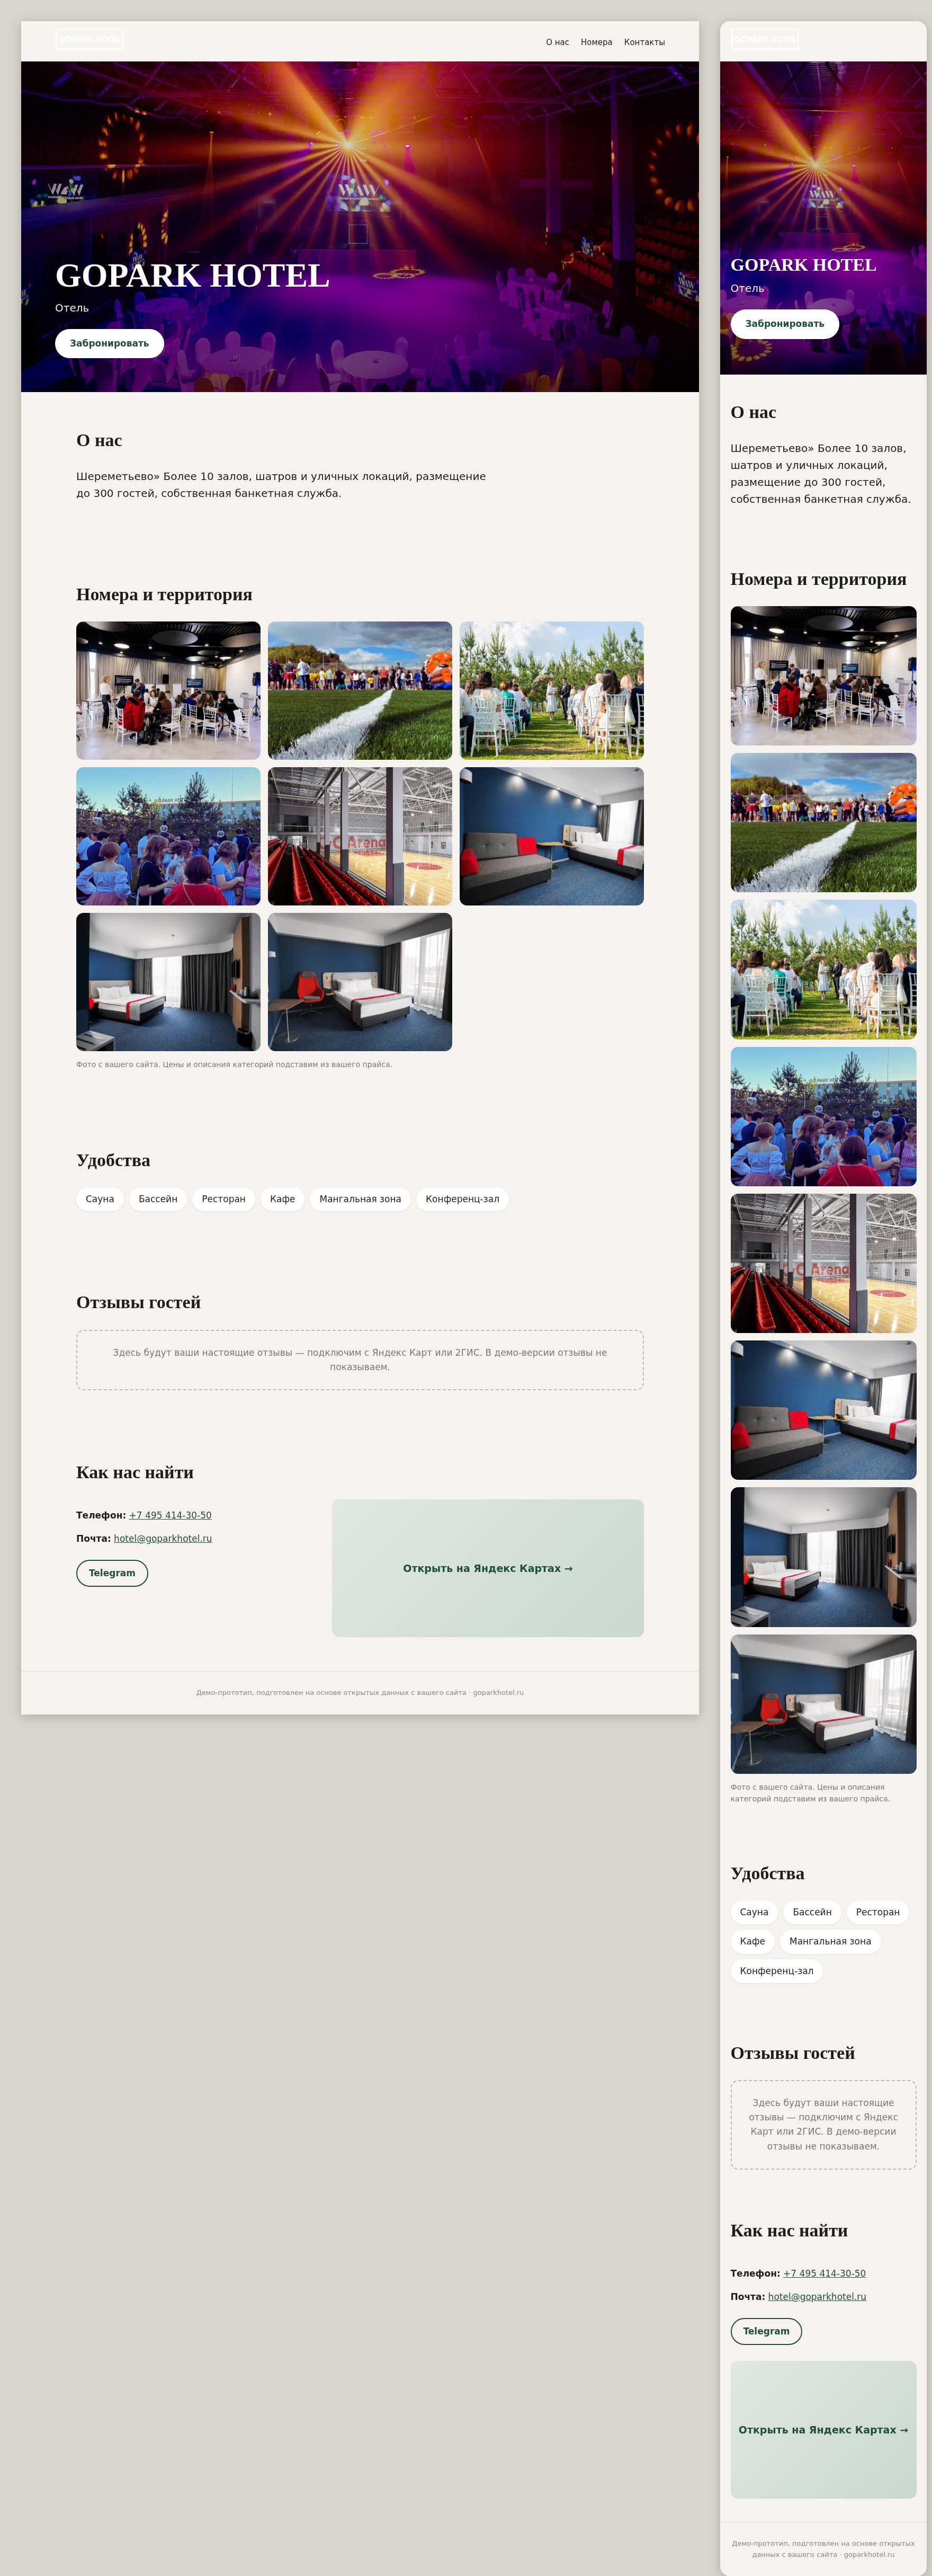 GOPARK HOTEL
О нас Номера Контакты
WOW
WOW
GOPARK HOTEL
Отель
Забронировать
О нас
Шереметьево» Более 10 залов, шатров и уличных локаций, размещение
до 300 гостей, собственная банкетная служба.
Номера и территория
Arena
Фото с вашего сайта. Цены и описания категорий подставим из вашего прайса.
Удобства
Сауна Бассейн Ресторан Кафе Мангальная зона Конференц-зал
Отзывы гостей
Здесь будут ваши настоящие отзывы — подключим с Яндекс Карт или 2ГИС. В демо-версии отзывы не
показываем.
Как нас найти
Телефон: +7 495 414-30-50
Почта: hotel@goparkhotel.ru
Telegram
Открыть на Яндекс Картах →
Демо-прототип, подготовлен на основе открытых данных с вашего сайта · goparkhotel.ru
GOPARK HOTEL
WOW
GOPARK HOTEL
Отель
Забронировать
О нас
Шереметьево» Более 10 залов,
шатров и уличных локаций,
размещение до 300 гостей,
собственная банкетная служба.
Номера и территория
Arena
Фото с вашего сайта. Цены и описания
категорий подставим из вашего прайса.
Удобства
Сауна Бассейн Ресторан
Кафе Мангальная зона
Конференц-зал
Отзывы гостей
Здесь будут ваши настоящие
отзывы — подключим с Яндекс
Карт или 2ГИС. В демо-версии
отзывы не показываем.
Как нас найти
Телефон: +7 495 414-30-50
Почта: hotel@goparkhotel.ru
Telegram
Открыть на Яндекс Картах →
Демо-прототип, подготовлен на основе открытых
данных с вашего сайта · goparkhotel.ru